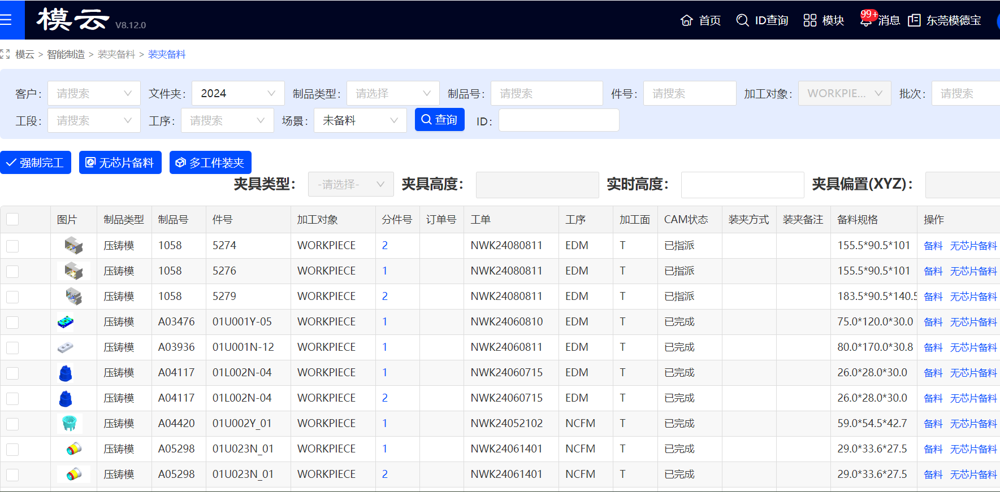 模云 V8.12.0 首页 ID查询 模块 99+ 消息 东莞模德宝
模云 > 智能制造 > 装夹备料 > 装夹备料
客户: 请搜索 文件夹: 2024 制品类型: 请选择 制品号: 请搜索 件号: 请搜索 加工对象: WORKPIE... 批次: 请搜索
工段: 请搜索 工序: 请搜索 场景: 未备料 查询 ID:
强制完工 无芯片备料 多工件装夹
夹具类型: -请选择- 夹具高度: 实时高度: 夹具偏置(XYZ):
图片 制品类型 制品号 件号 加工对象 分件号 订单号 工单 工序 加工面 CAM状态 装夹方式 装夹备注 备料规格 操作
压铸模 1058 5274 WORKPIECE 2 NWK24080811 EDM T 已指派 155.5*90.5*101 备料 无芯片备料
压铸模 1058 5276 WORKPIECE 1 NWK24080811 EDM T 已指派 155.5*90.5*101 备料 无芯片备料
压铸模 1058 5279 WORKPIECE 2 NWK24080811 EDM T 已指派 183.5*90.5*140.5 备料 无芯片备料
压铸模 A03476 01U001Y-05 WORKPIECE 1 NWK24060810 EDM T 已完成 75.0*120.0*30.0 备料 无芯片备料
压铸模 A03936 01U001N-12 WORKPIECE 1 NWK24060811 EDM T 已完成 80.0*170.0*30.8 备料 无芯片备料
压铸模 A04117 01L002N-04 WORKPIECE 1 NWK24060715 EDM T 已完成 26.0*28.0*30.0 备料 无芯片备料
压铸模 A04117 01L002N-04 WORKPIECE 2 NWK24060715 EDM T 已完成 26.0*28.0*30.0 备料 无芯片备料
压铸模 A04420 01U002Y_01 WORKPIECE 1 NWK24052102 NCFM T 已完成 59.0*54.5*42.7 备料 无芯片备料
压铸模 A05298 01U023N_01 WORKPIECE 1 NWK24061401 NCFM T 已完成 29.0*33.6*27.5 备料 无芯片备料
压铸模 A05298 01U023N_01 WORKPIECE 2 NWK24061401 NCFM T 已完成 29.0*33.6*27.5 备料 无芯片备料